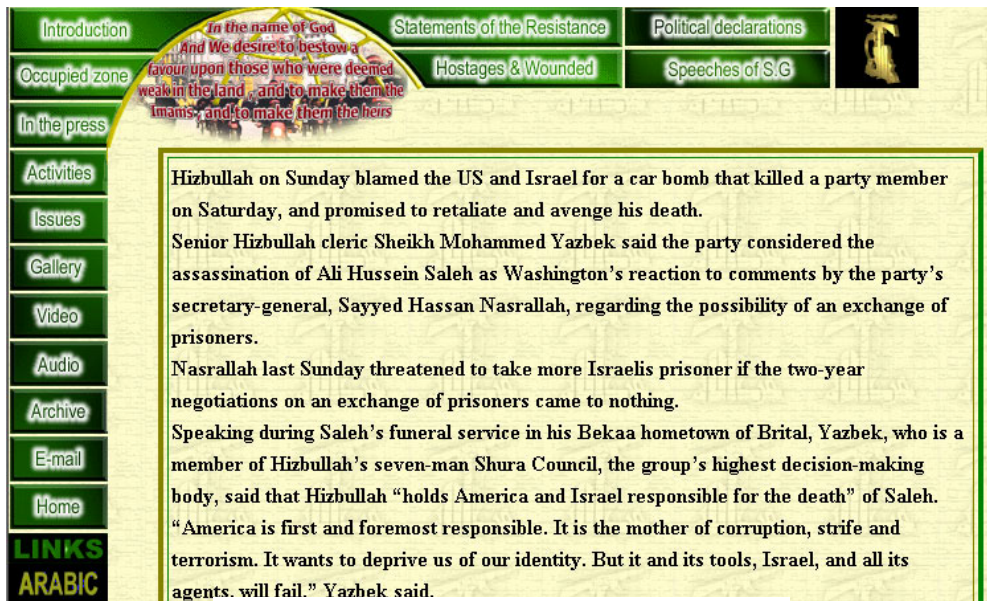 Introduction
Occupied zone
In the press
Activities
Issues
Gallery
Video
Audio
Archive
E-mail
Home
LINKS
ARABIC
In the name of God
And We desire to bestow a
favour upon those who were deemed
weak in the land , and to make them the
Imams , and to make them the heirs
Statements of the Resistance
Political declarations
Hostages & Wounded
Speeches of S.G
Hizbullah on Sunday blamed the US and Israel for a car bomb that killed a party member
on Saturday, and promised to retaliate and avenge his death.
Senior Hizbullah cleric Sheikh Mohammed Yazbek said the party considered the
assassination of Ali Hussein Saleh as Washington’s reaction to comments by the party’s
secretary-general, Sayyed Hassan Nasrallah, regarding the possibility of an exchange of
prisoners.
Nasrallah last Sunday threatened to take more Israelis prisoner if the two-year
negotiations on an exchange of prisoners came to nothing.
Speaking during Saleh’s funeral service in his Bekaa hometown of Brital, Yazbek, who is a
member of Hizbullah’s seven-man Shura Council, the group’s highest decision-making
body, said that Hizbullah “holds America and Israel responsible for the death” of Saleh.
“America is first and foremost responsible. It is the mother of corruption, strife and
terrorism. It wants to deprive us of our identity. But it and its tools, Israel, and all its
agents, will fail,” Yazbek said.